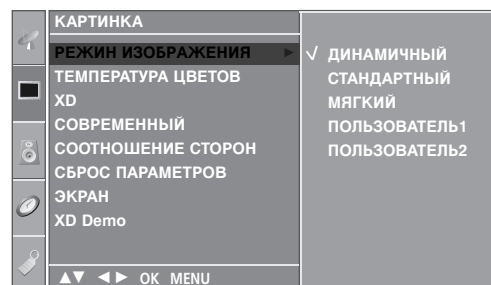 КАРТИНКА
РЕЖИН ИЗОБРАЖЕНИЯ ►
ТЕМПЕРАТУРА ЦВЕТОВ
XD
СОВРЕМЕННЫЙ
СООТНОШЕНИЕ СТОРОН
СБРОС ПАРАМЕТРОВ
ЭКРАН
XD Demo
▲▼ ◄► OK MENU
√ ДИНАМИЧНЫЙ
СТАНДАРТНЫЙ
МЯГКИЙ
ПОЛЬЗОВАТЕЛЬ1
ПОЛЬЗОВАТЕЛЬ2